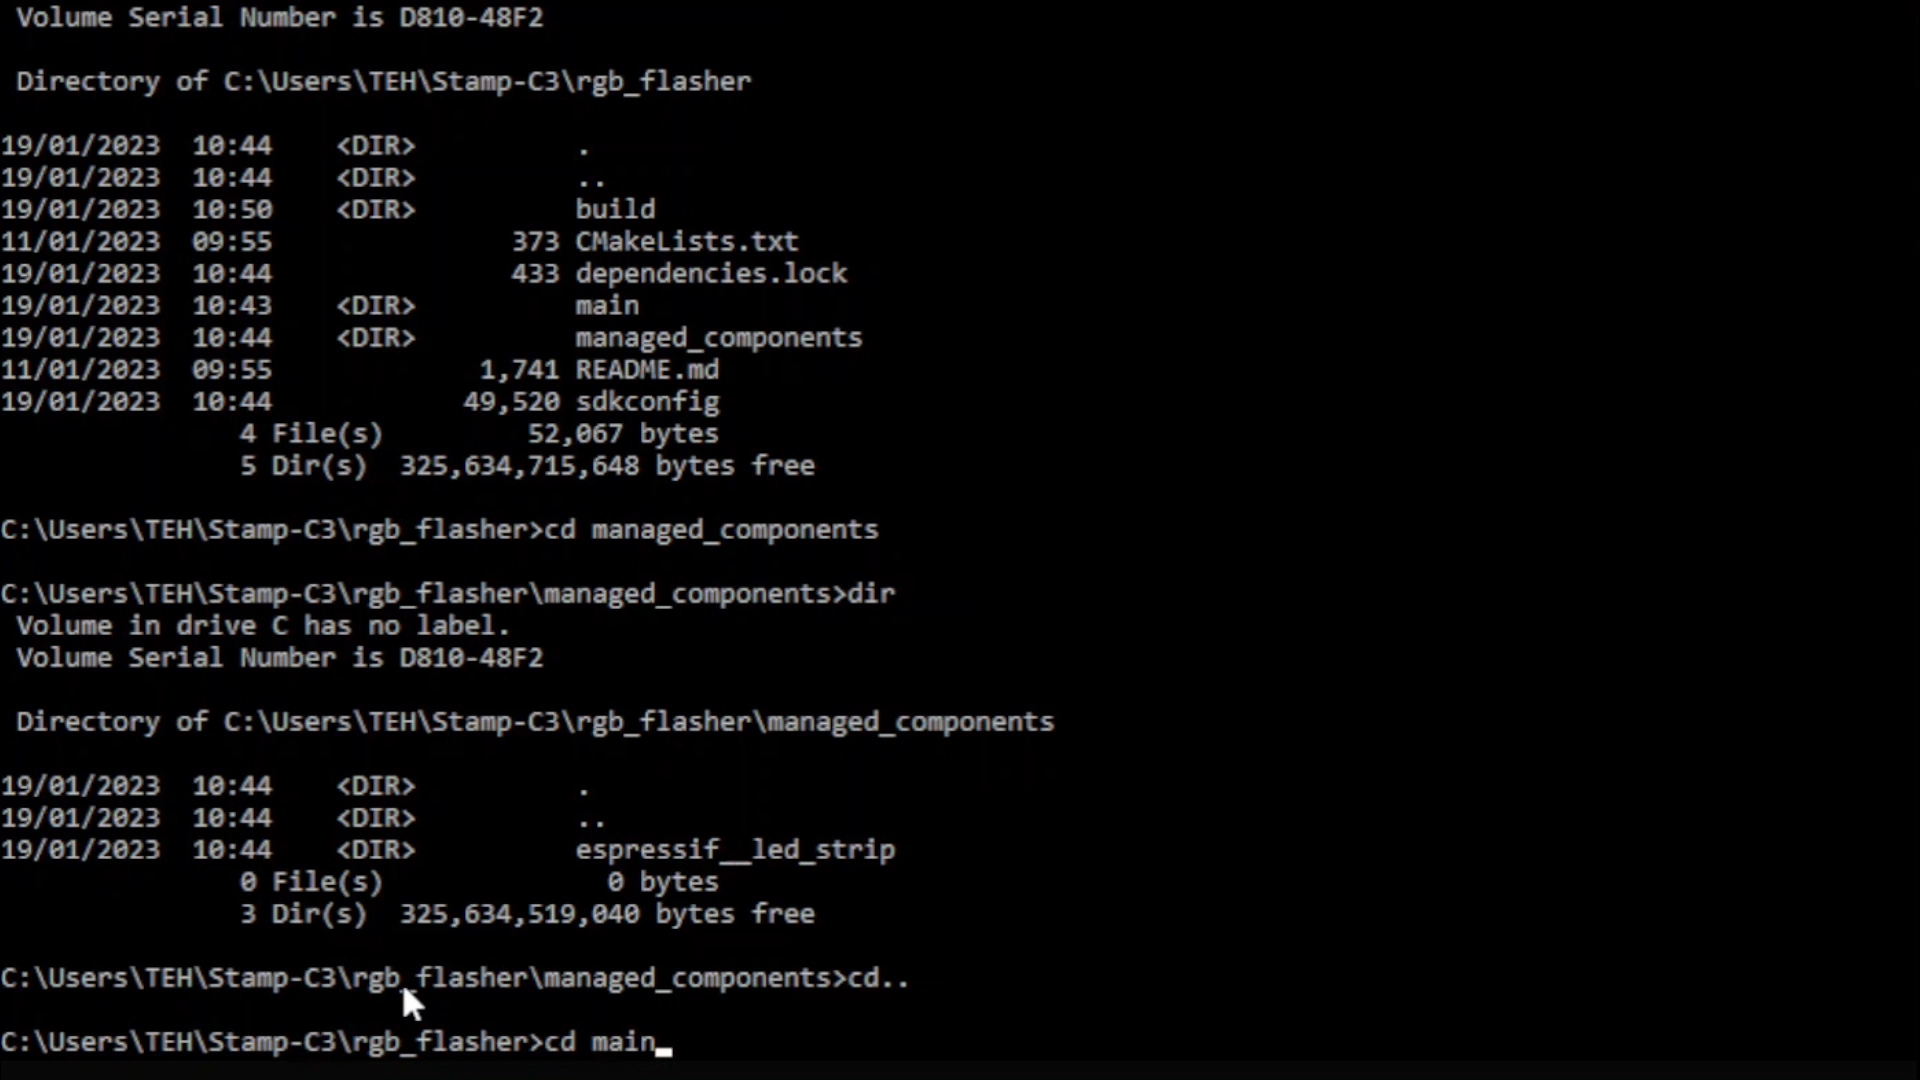 Volume Serial Number is D810-48F2
Directory of C:\Users\TEH\Stamp-C3\rgb_flasher
19/01/2023  10:44    <DIR>          .
19/01/2023  10:44    <DIR>          ..
19/01/2023  10:50    <DIR>          build
11/01/2023  09:55               373 CMakeLists.txt
19/01/2023  10:44               433 dependencies.lock
19/01/2023  10:43    <DIR>          main
19/01/2023  10:44    <DIR>          managed_components
11/01/2023  09:55             1,741 README.md
19/01/2023  10:44            49,520 sdkconfig
4 File(s)         52,067 bytes
5 Dir(s)  325,634,715,648 bytes free
C:\Users\TEH\Stamp-C3\rgb_flasher>cd managed_components
C:\Users\TEH\Stamp-C3\rgb_flasher\managed_components>dir
Volume in drive C has no label.
Volume Serial Number is D810-48F2
Directory of C:\Users\TEH\Stamp-C3\rgb_flasher\managed_components
19/01/2023  10:44    <DIR>          .
19/01/2023  10:44    <DIR>          ..
19/01/2023  10:44    <DIR>          espressif__led_strip
0 File(s)              0 bytes
3 Dir(s)  325,634,519,040 bytes free
C:\Users\TEH\Stamp-C3\rgb_flasher\managed_components>cd..
C:\Users\TEH\Stamp-C3\rgb_flasher>cd main